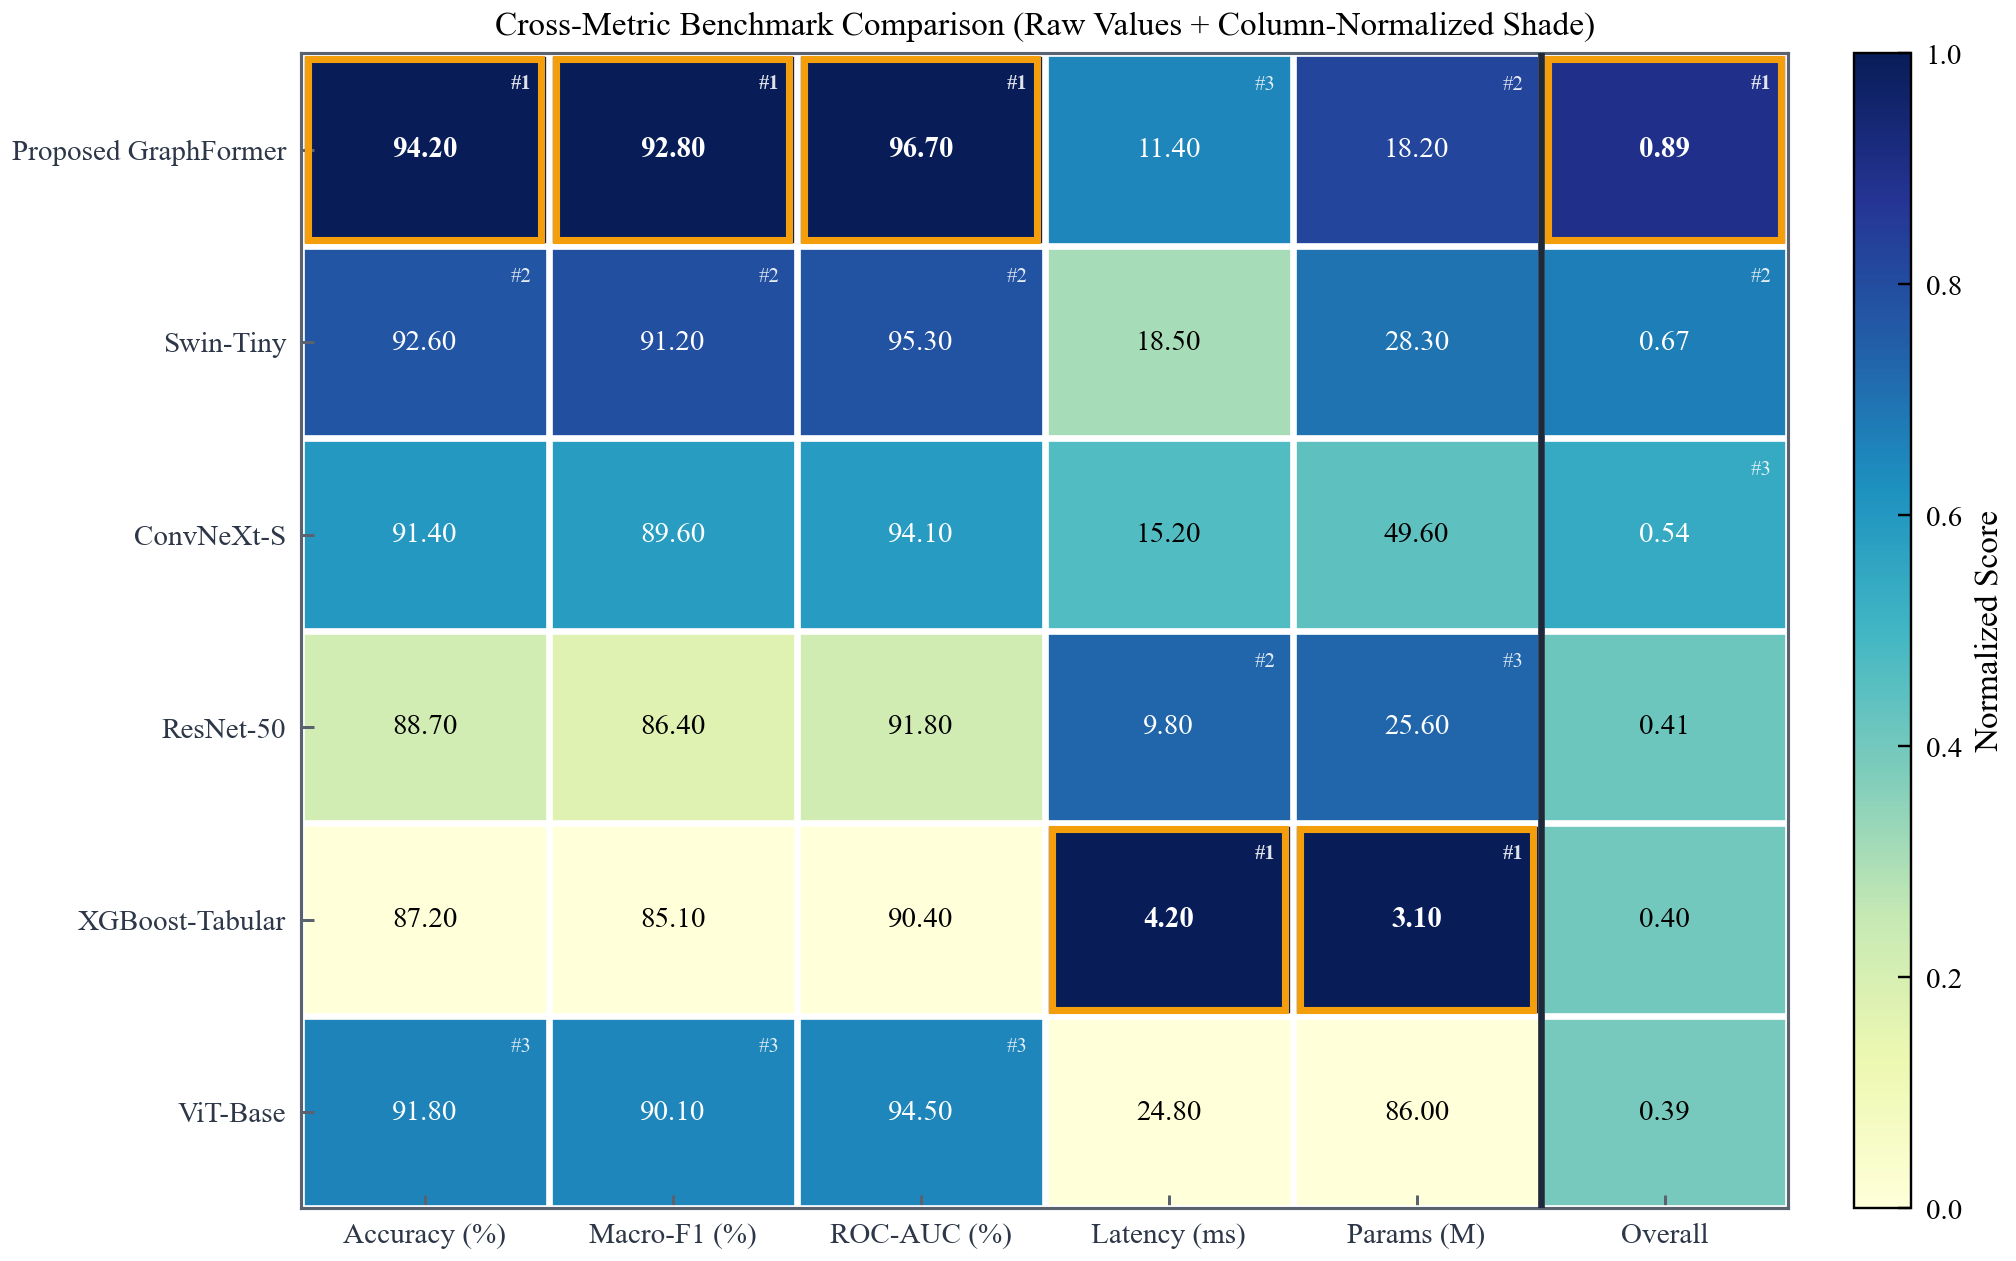 Cross-Metric Benchmark Comparison (Raw Values + Column-Normalized Shade)
#1 #1 #1 #3 #2 #1
Proposed GraphFormer 94.20 92.80 96.70 11.40 18.20 0.89
#2 #2 #2 #2
Swin-Tiny 92.60 91.20 95.30 18.50 28.30 0.67
#3
ConvNeXt-S 91.40 89.60 94.10 15.20 49.60 0.54
#2 #3
ResNet-50 88.70 86.40 91.80 9.80 25.60 0.41
#1 #1
XGBoost-Tabular 87.20 85.10 90.40 4.20 3.10 0.40
#3 #3 #3
ViT-Base 91.80 90.10 94.50 24.80 86.00 0.39
Accuracy (%) Macro-F1 (%) ROC-AUC (%) Latency (ms) Params (M) Overall
1.0
0.8
0.6
0.4
0.2
0.0
Normalized Score